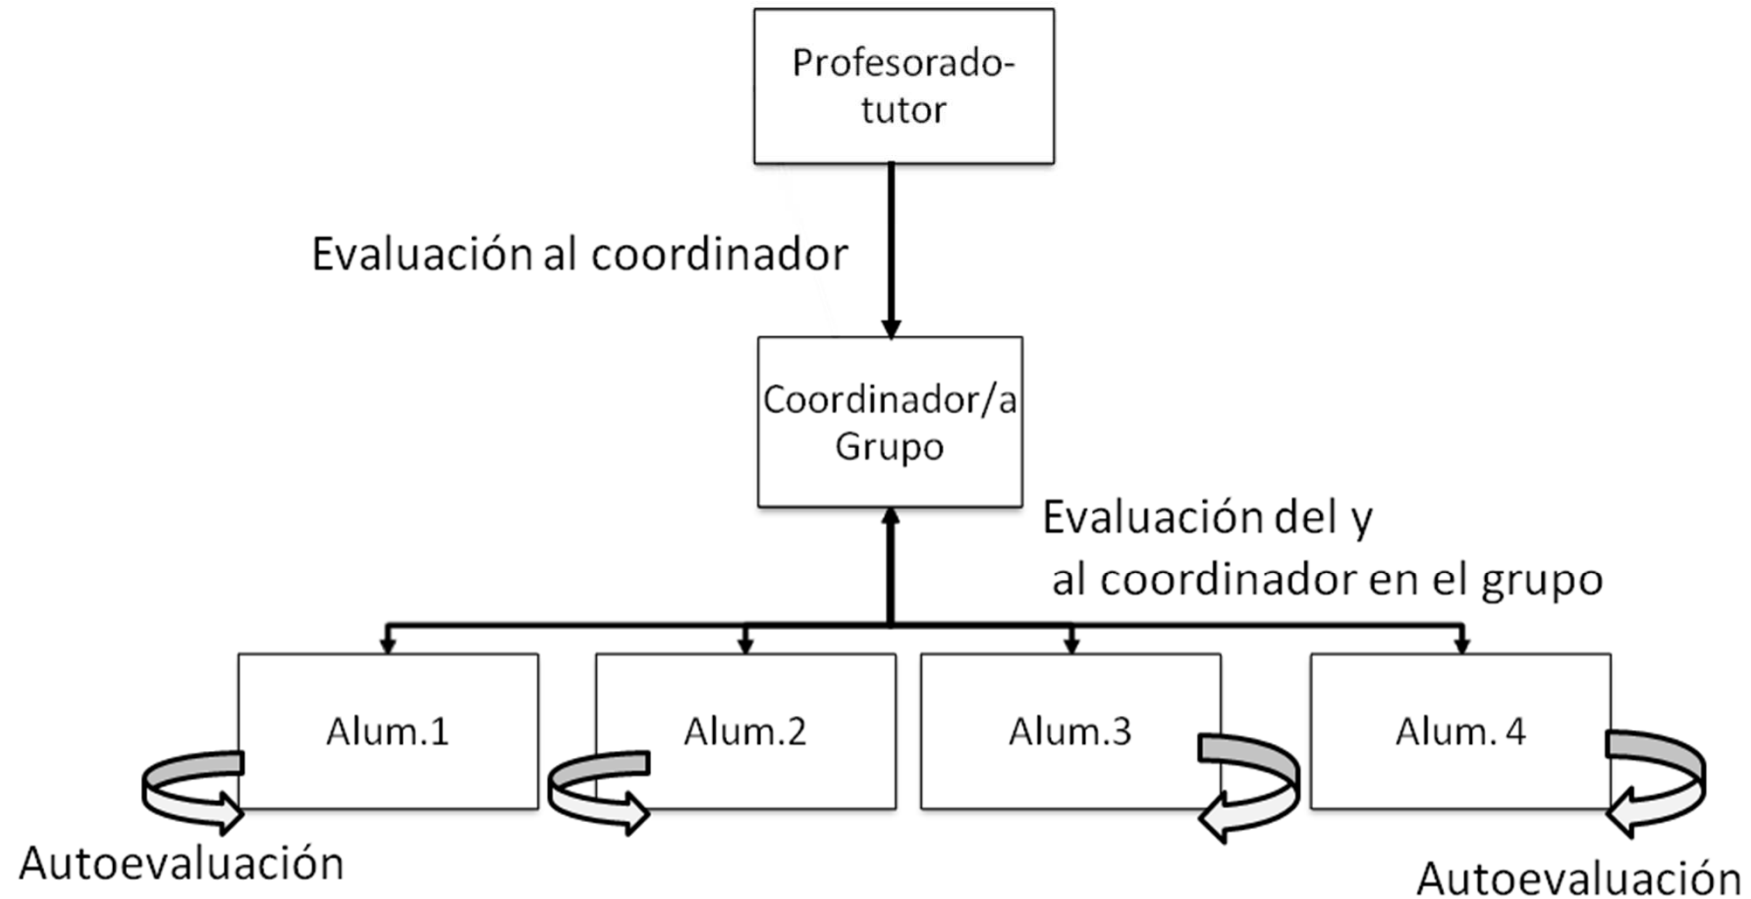 Profesorado-
tutor
Evaluación al coordinador
Coordinador/a
Grupo
Evaluación del y
al coordinador en el grupo
Alum.1
Alum.2
Alum.3
Alum. 4
Autoevaluación
Autoevaluación